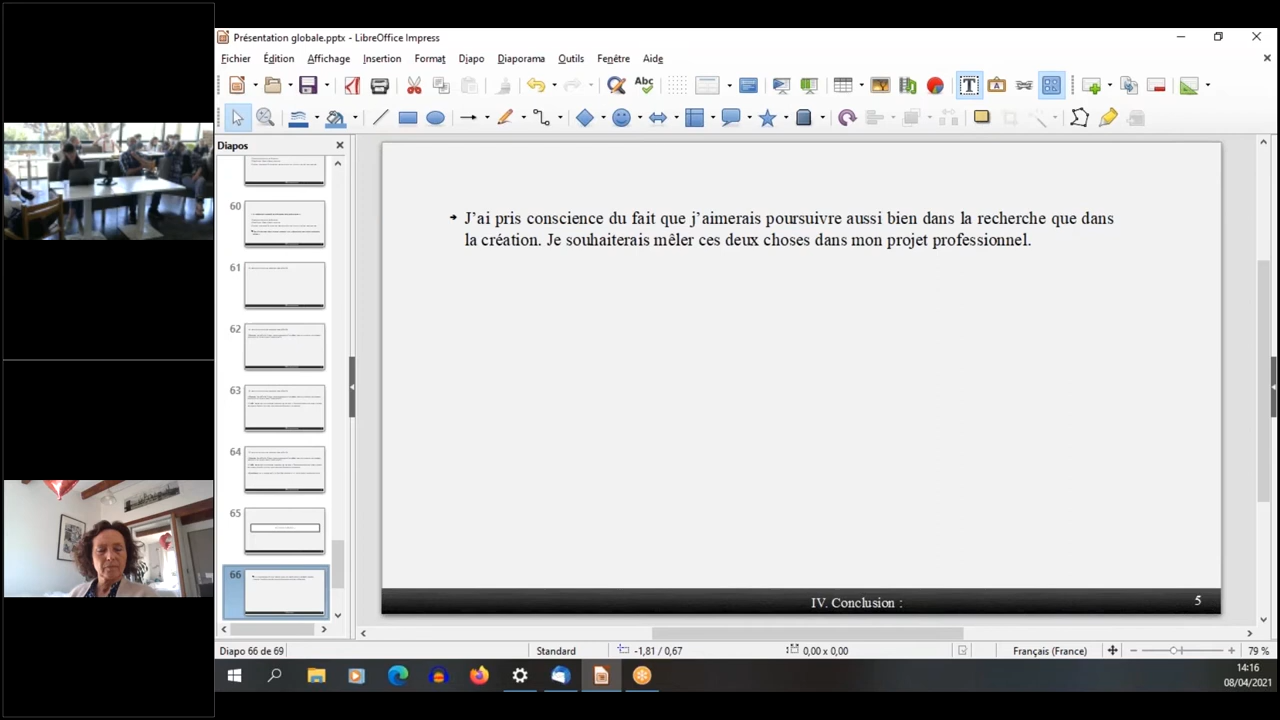 Présentation globale.pptx - LibreOffice Impress
Fichier Édition Affichage Insertion Format Diapo Diaporama Outils Fenêtre Aide
Abc
Diapos
60
61
62
63
64
65
66
J'ai pris conscience du fait que j'aimerais poursuivre aussi bien dans la recherche que dans
la création. Je souhaiterais mêler ces deux choses dans mon projet professionnel.
IV. Conclusion :
5
Diapo 66 de 69 Standard -1,81 / 0,67 0,00 x 0,00 Français (France) 79 %
14:16
08/04/2021